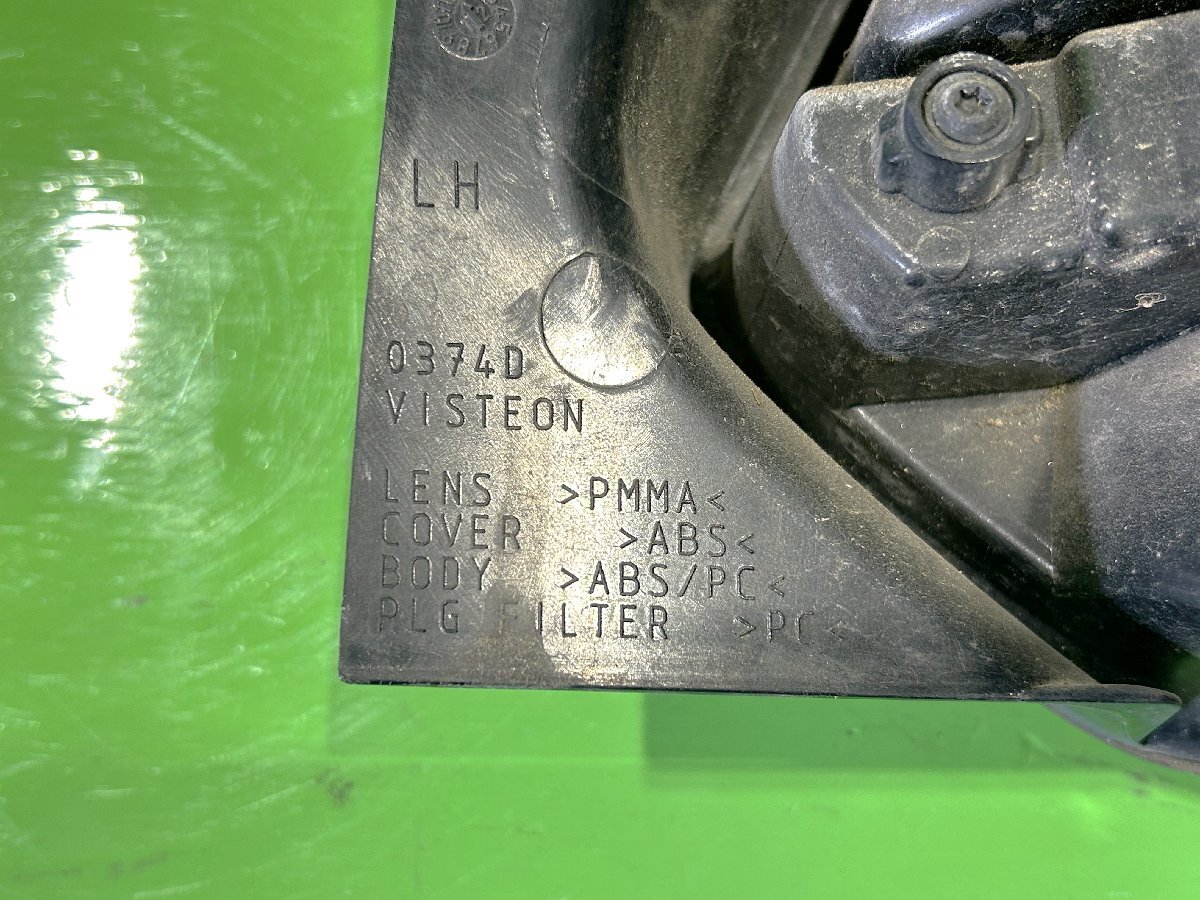 LH
0374D
VISTEON
LENS >PMMA<
COVER >ABS<
BODY >ABS/PC<
PLG FILTER >PC<